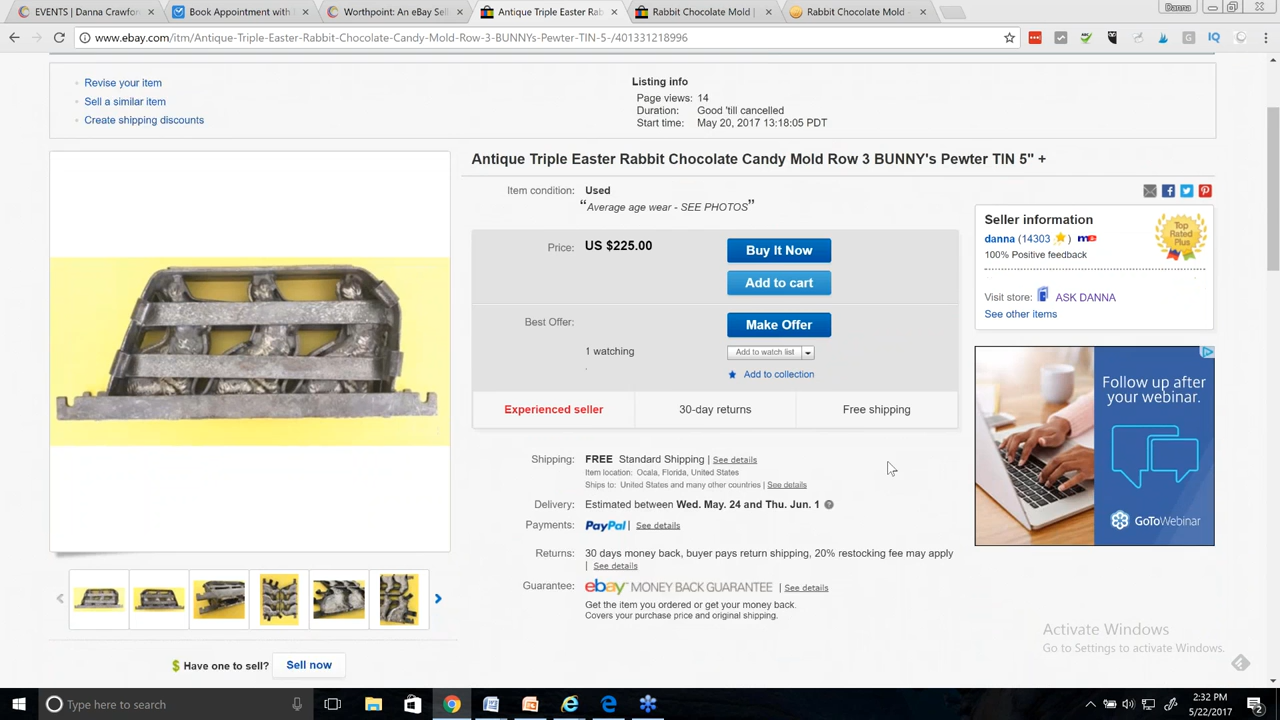 EVENTS | Danna Crawfor
Book Appointment with
Worthpoint: An eBay Sel
Antique Triple Easter Rab
Rabbit Chocolate Mold |
Rabbit Chocolate Mold
Danna
www.ebay.com/itm/Antique-Triple-Easter-Rabbit-Chocolate-Candy-Mold-Row-3-BUNNYs-Pewter-TIN-5-/401331218996
Revise your item
Sell a similar item
Create shipping discounts
Listing info
Page views: 14
Duration: Good 'till cancelled
Start time: May 20, 2017 13:18:05 PDT
Antique Triple Easter Rabbit Chocolate Candy Mold Row 3 BUNNY's Pewter TIN 5" +
Item condition: Used
“Average age wear - SEE PHOTOS”
Price: US $225.00
Buy It Now
Add to cart
Best Offer:
Make Offer
1 watching
Add to watch list
Add to collection
Experienced seller
30-day returns
Free shipping
Seller information
danna (14303 ) me
100% Positive feedback
Top Rated Plus
Visit store: ASK DANNA
See other items
Follow up after
your webinar.
GoToWebinar
Shipping: FREE Standard Shipping | See details
Item location: Ocala, Florida, United States
Ships to: United States and many other countries | See details
Delivery: Estimated between Wed. May. 24 and Thu. Jun. 1
Payments: PayPal | See details
Returns: 30 days money back, buyer pays return shipping, 20% restocking fee may apply
| See details
Guarantee: ebay MONEY BACK GUARANTEE | See details
Get the item you ordered or get your money back.
Covers your purchase price and original shipping.
$ Have one to sell? Sell now
Activate Windows
Go to Settings to activate Windows.
Type here to search
2:32 PM
5/22/2017
2